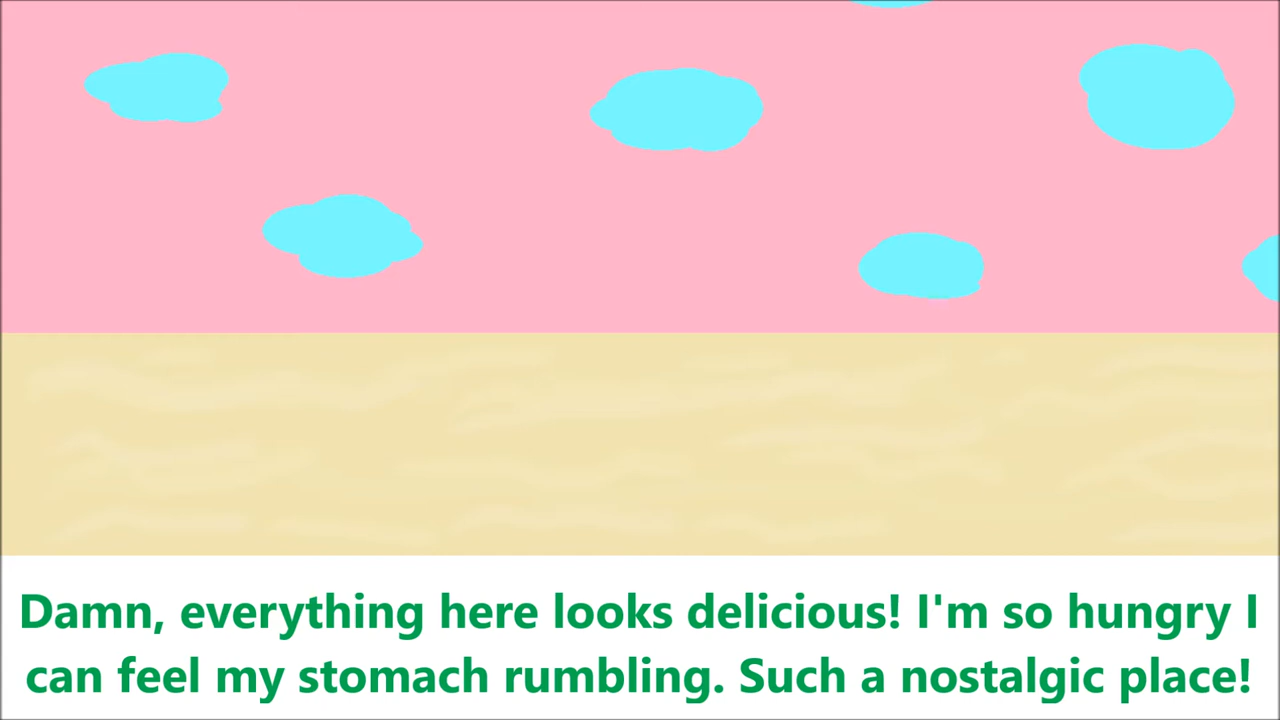 Damn, everything here looks delicious! I'm so hungry I
can feel my stomach rumbling. Such a nostalgic place!